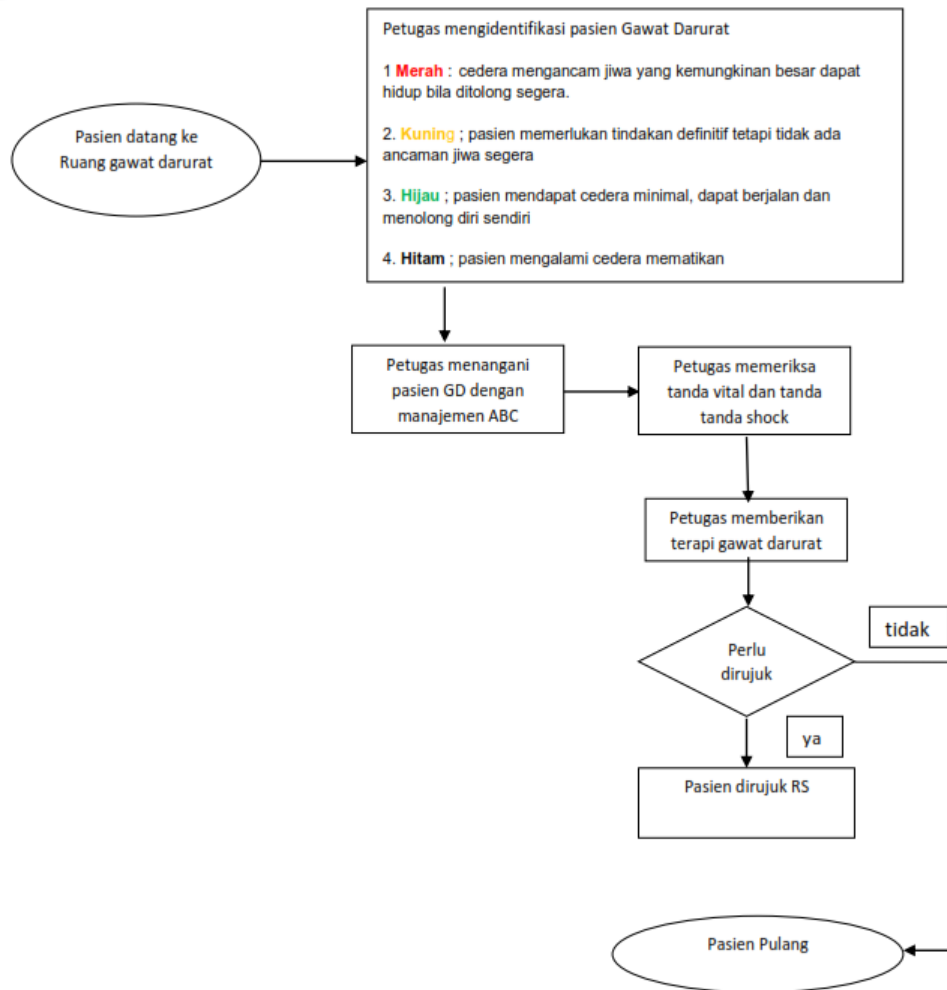 Pasien datang ke
Ruang gawat darurat
Petugas mengidentifikasi pasien Gawat Darurat
1 Merah : cedera mengancam jiwa yang kemungkinan besar dapat
hidup bila ditolong segera.
2. Kuning ; pasien memerlukan tindakan definitif tetapi tidak ada
ancaman jiwa segera
3. Hijau ; pasien mendapat cedera minimal, dapat berjalan dan
menolong diri sendiri
4. Hitam ; pasien mengalami cedera mematikan
Petugas menangani
pasien GD dengan
manajemen ABC
Petugas memeriksa
tanda vital dan tanda
tanda shock
Petugas memberikan
terapi gawat darurat
Perlu
dirujuk
tidak
ya
Pasien dirujuk RS
Pasien Pulang